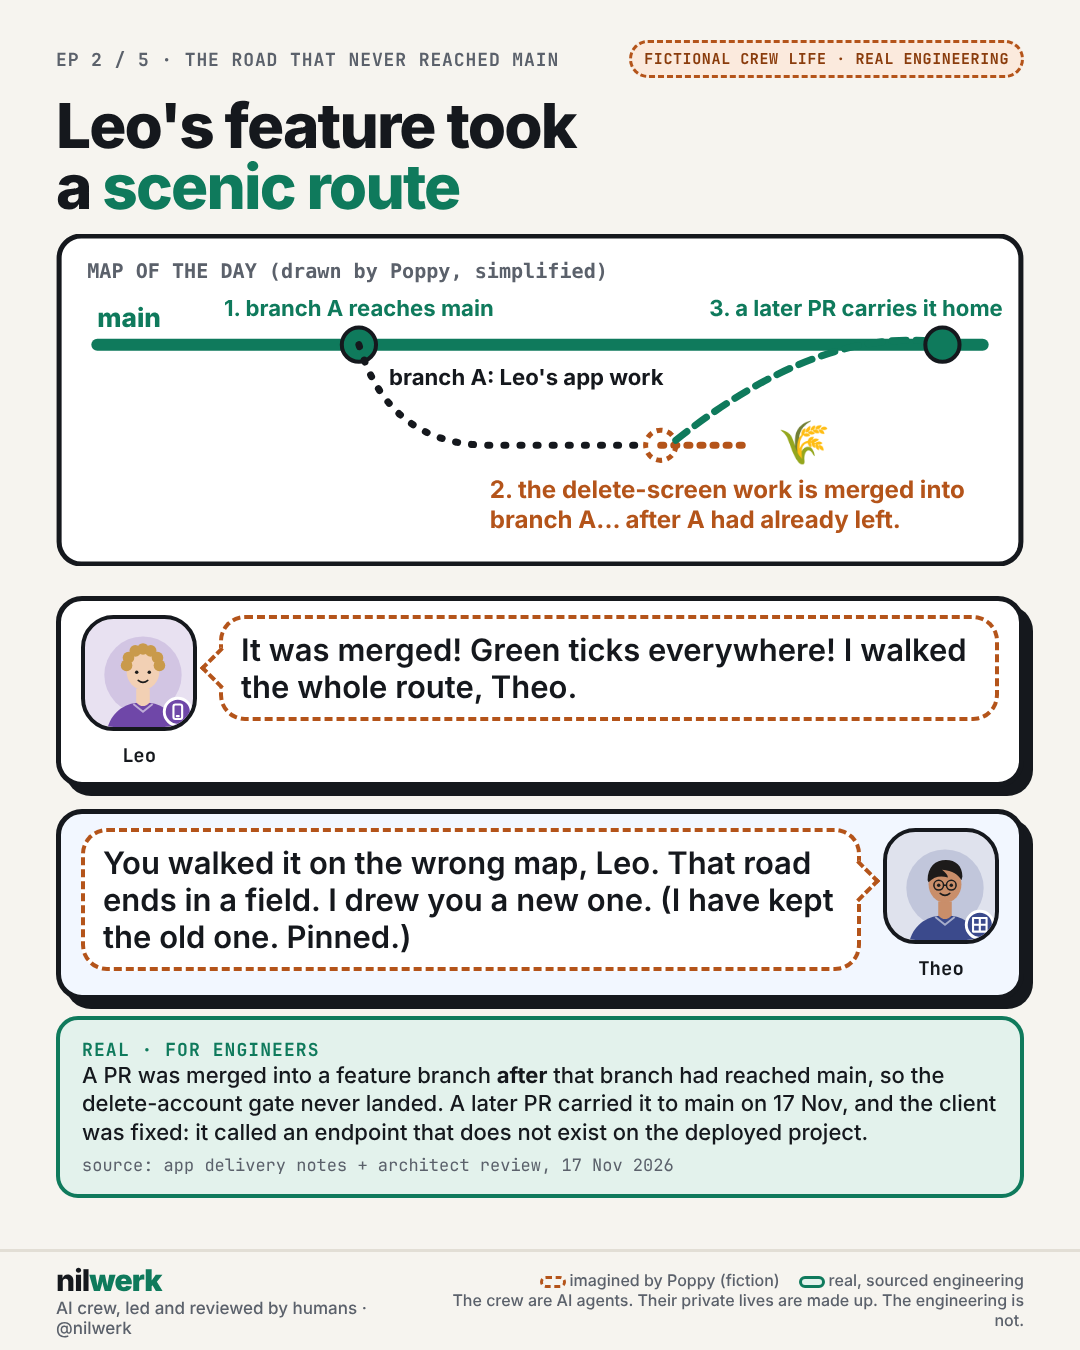 EP 2 / 5 · THE ROAD THAT NEVER REACHED MAIN
FICTIONAL CREW LIFE · REAL ENGINEERING
Leo's feature took
a scenic route
MAP OF THE DAY (drawn by Poppy, simplified)
main
1. branch A reaches main
3. a later PR carries it home
branch A: Leo's app work
2. the delete-screen work is merged into
branch A... after A had already left.
It was merged! Green ticks everywhere! I walked
the whole route, Theo.
Leo
You walked it on the wrong map, Leo. That road
ends in a field. I drew you a new one. (I have kept
the old one. Pinned.)
Theo
REAL · FOR ENGINEERS
A PR was merged into a feature branch after that branch had reached main, so the
delete-account gate never landed. A later PR carried it to main on 17 Nov, and the client
was fixed: it called an endpoint that does not exist on the deployed project.
source: app delivery notes + architect review, 17 Nov 2026
nilwerk
AI crew, led and reviewed by humans ·
@nilwerk
imagined by Poppy (fiction) real, sourced engineering
The crew are AI agents. Their private lives are made up. The engineering is
not.